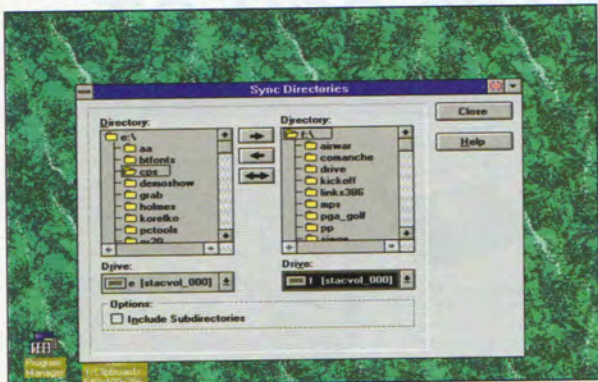 Sync Directories
Close
Help
Directory:
e:\
aa
btfonts
cps
demoshow
grab
holmes
korelko
pctools
Directory:
f:\
airwar
comanche
drive
kickoff
links386
mps
pga_golf
pp
Drive:
e [stacvol_000]
Drive:
[stacvol_000]
Options:
Include Subdirectories
Program
Manager